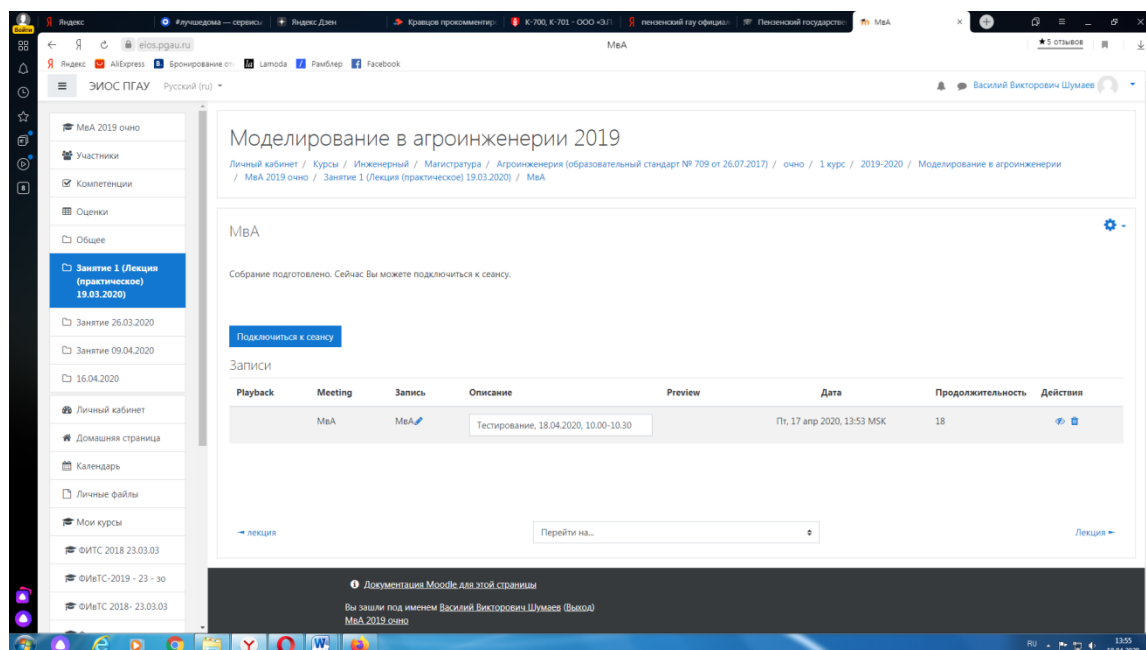 Яндекс
#лучшедома — сервисы
Яндекс.Дзен
Кравцов прокомментир
К-700, К-701 - ООО «З.Г
пензенский гау официал
Пензенский государстве
МвА
Войти
eios.pgau.ru
МвА
★ 5 отзывов
Яндекс AliExpress Бронирование от Lamoda Рамблер Facebook
ЭИОС ПГАУ Русский (ru)
Василий Викторович Шумаев
МвА 2019 очно
Участники
Компетенции
Оценки
Общее
Занятие 1 (Лекция
(практическое)
19.03.2020)
Занятие 26.03.2020
Занятие 09.04.2020
16.04.2020
Личный кабинет
Домашняя страница
Календарь
Личные файлы
Мои курсы
ФИТС 2018 23.03.03
ФИвТС-2019 - 23 - зо
ФИвТС 2018- 23.03.03
Моделирование в агроинженерии 2019
Личный кабинет / Курсы / Инженерный / Магистратура / Агроинженерия (образовательный стандарт № 709 от 26.07.2017) / очно / 1 курс / 2019-2020 / Моделирование в агроинженерии
/ МвА 2019 очно / Занятие 1 (Лекция (практическое) 19.03.2020) / МвА
МвА
Собрание подготовлено. Сейчас Вы можете подключиться к сеансу.
Подключиться к сеансу
Записи
Playback Meeting Запись Описание Preview Дата Продолжительность Действия
МвА МвА Тестирование, 18.04.2020, 10.00-10.30 Пт, 17 апр 2020, 13:53 MSK 18
◄ лекция
Перейти на...
Лекция ►
Документация Moodle для этой страницы
Вы зашли под именем Василий Викторович Шумаев (Выход)
МвА 2019 очно
RU
13:55